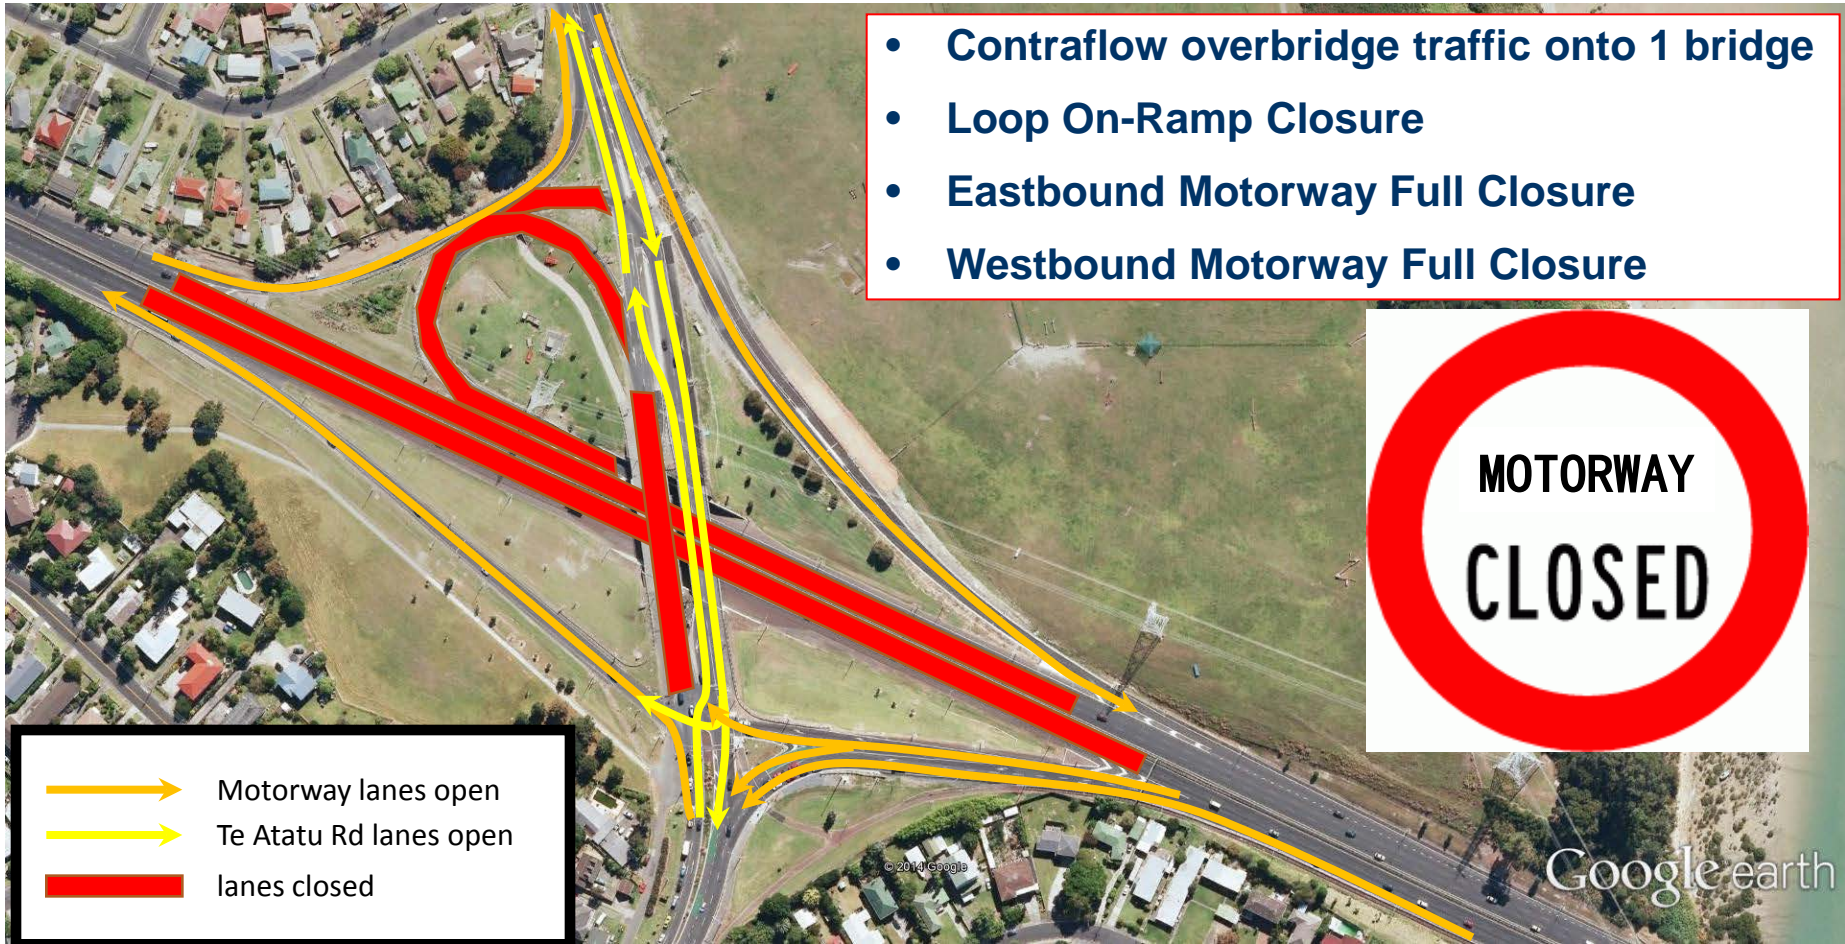 • Contraflow overbridge traffic onto 1 bridge
• Loop On-Ramp Closure
• Eastbound Motorway Full Closure
• Westbound Motorway Full Closure
MOTORWAY
CLOSED
Motorway lanes open
Te Atatu Rd lanes open
lanes closed
© 2014 Google
Google earth